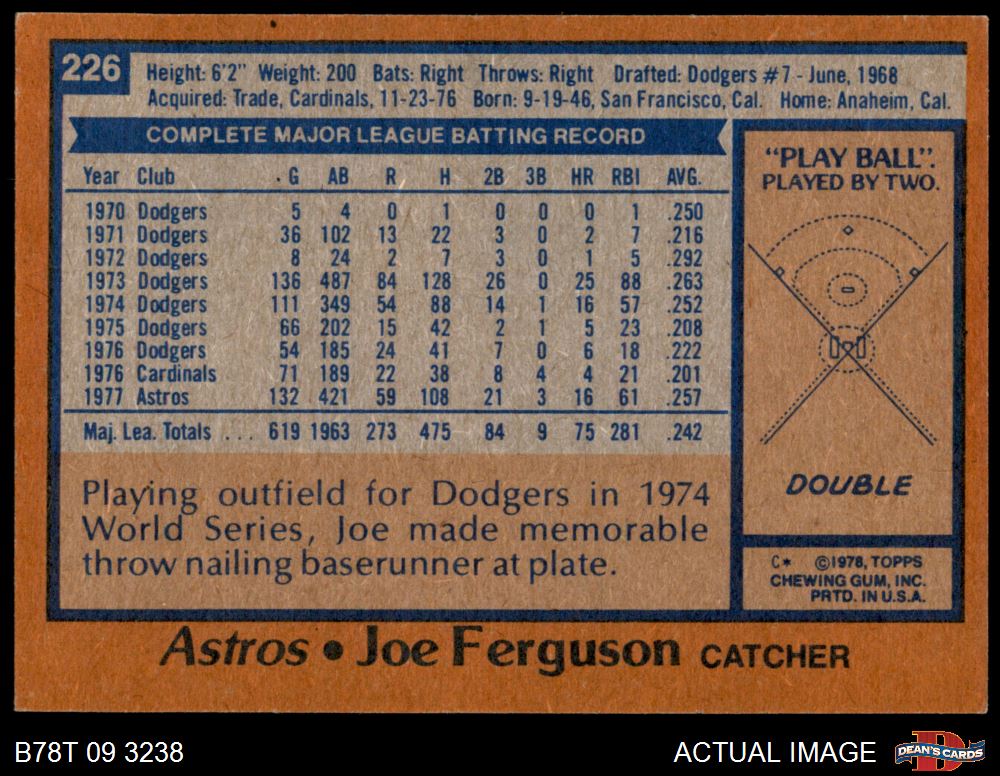 226
Height: 6'2" Weight: 200 Bats: Right Throws: Right Drafted: Dodgers #7 - June, 1968
Acquired: Trade, Cardinals, 11-23-76 Born: 9-19-46, San Francisco, Cal. Home: Anaheim, Cal.
COMPLETE MAJOR LEAGUE BATTING RECORD
Year Club G AB R H 2B 3B HR RBI AVG.
1970 Dodgers 5 4 0 1 0 0 0 1 .250
1971 Dodgers 36 102 13 22 3 0 2 7 .216
1972 Dodgers 8 24 2 7 3 0 1 5 .292
1973 Dodgers 136 487 84 128 26 0 25 88 .263
1974 Dodgers 111 349 54 88 14 1 16 57 .252
1975 Dodgers 66 202 15 42 2 1 5 23 .208
1976 Dodgers 54 185 24 41 7 0 6 18 .222
1976 Cardinals 71 189 22 38 8 4 4 21 .201
1977 Astros 132 421 59 108 21 3 16 61 .257
Maj. Lea. Totals . . . 619 1963 273 475 84 9 75 281 .242
Playing outfield for Dodgers in 1974
World Series, Joe made memorable
throw nailing baserunner at plate.
"PLAY BALL".
PLAYED BY TWO.
DOUBLE
C* ©1978, TOPPS
CHEWING GUM, INC.
PRTD. IN U.S.A.
Astros • Joe Ferguson CATCHER
B78T 09 3238
ACTUAL IMAGE
D
DEAN'S CARDS